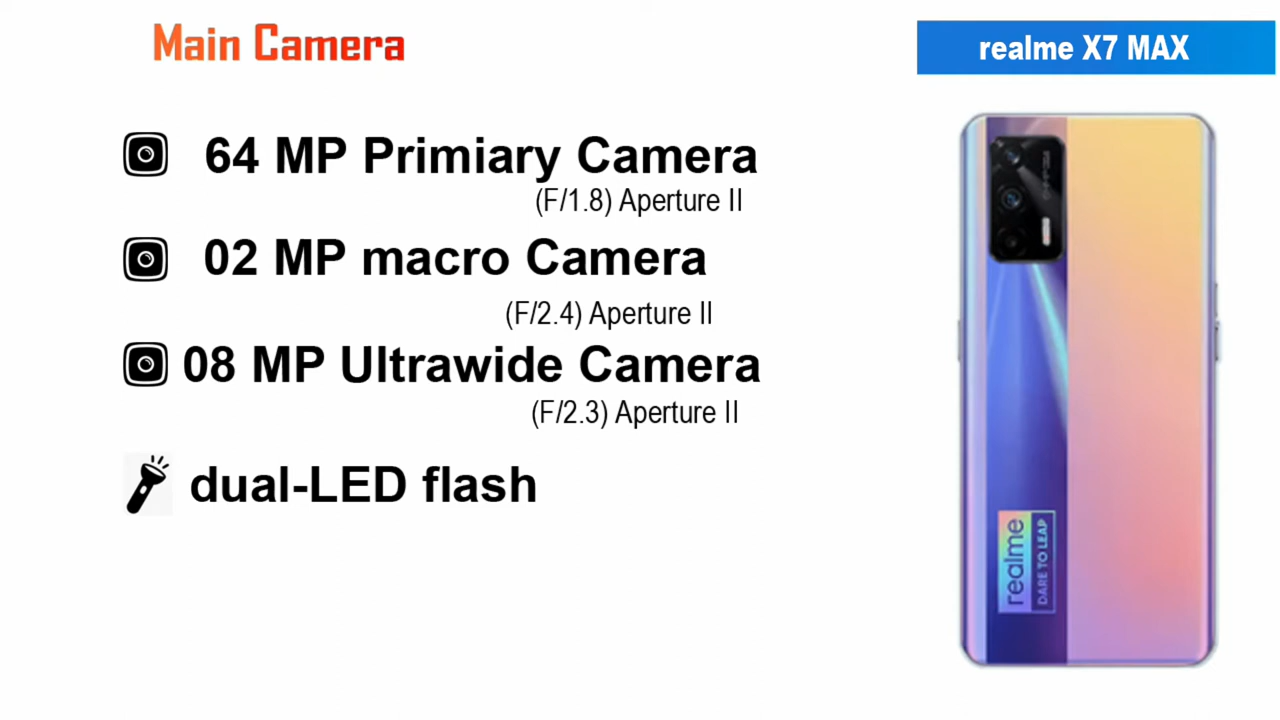 Main Camera
realme X7 MAX
64 MP Primiary Camera
(F/1.8) Aperture II
02 MP macro Camera
(F/2.4) Aperture II
08 MP Ultrawide Camera
(F/2.3) Aperture II
dual-LED flash
realme
DARE TO LEAP